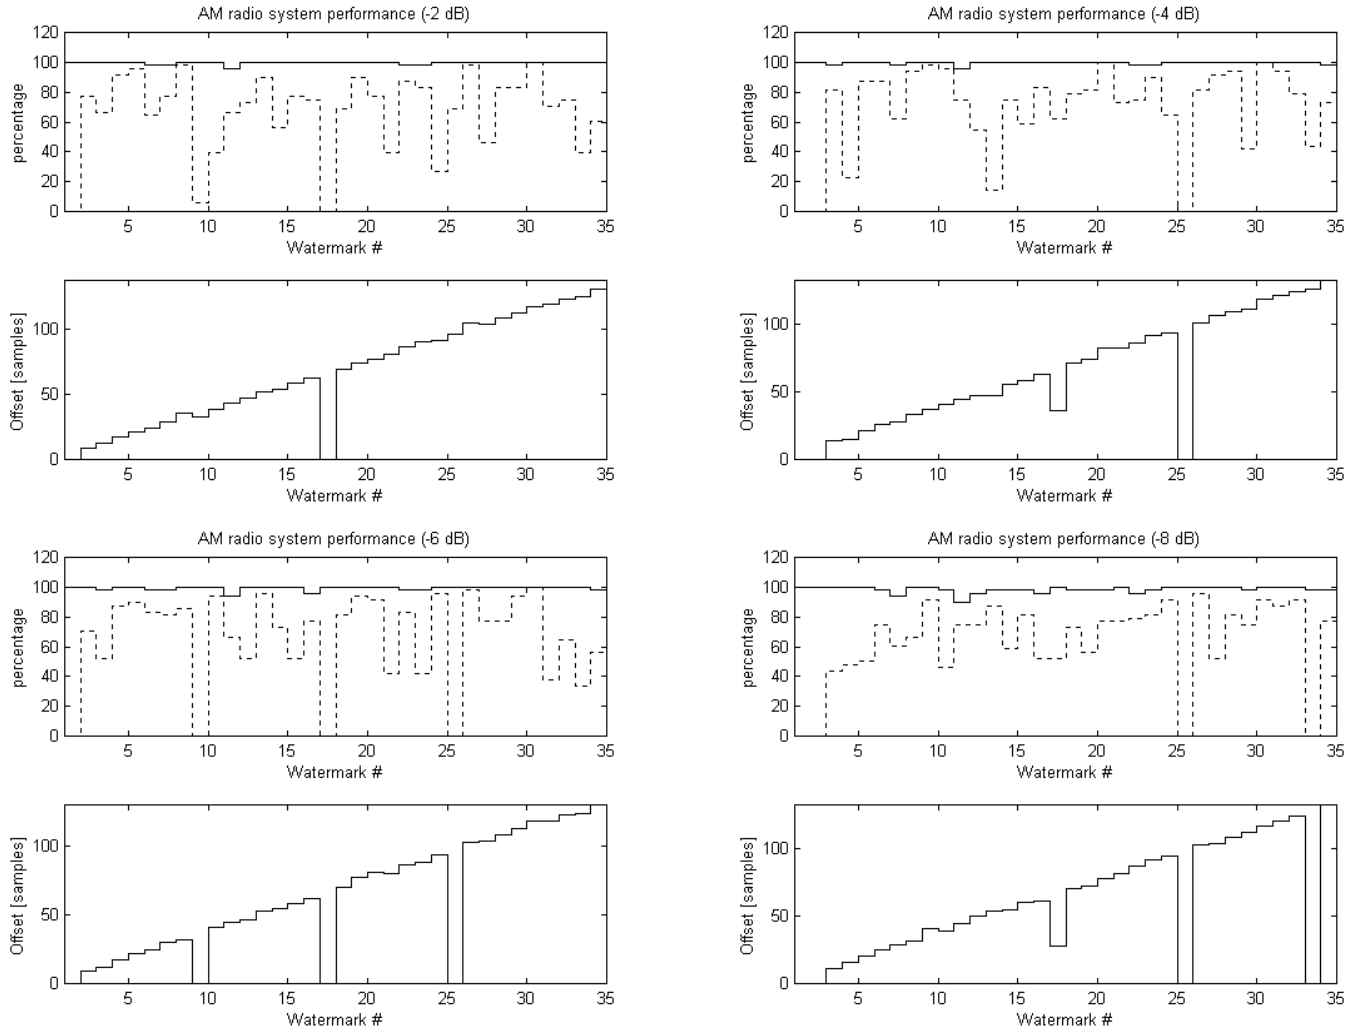 AM radio system performance (-2 dB)
120
100
80
60
40
20
0
percentage
5 10 15 20 25 30 35
Watermark #
100
50
0
Offset [samples]
5 10 15 20 25 30 35
Watermark #
AM radio system performance (-4 dB)
120
100
80
60
40
20
0
percentage
5 10 15 20 25 30 35
Watermark #
100
50
0
Offset [samples]
5 10 15 20 25 30 35
Watermark #
AM radio system performance (-6 dB)
120
100
80
60
40
20
0
percentage
5 10 15 20 25 30 35
Watermark #
100
50
0
Offset [samples]
5 10 15 20 25 30 35
Watermark #
AM radio system performance (-8 dB)
120
100
80
60
40
20
0
percentage
5 10 15 20 25 30 35
Watermark #
100
50
0
Offset [samples]
5 10 15 20 25 30 35
Watermark #